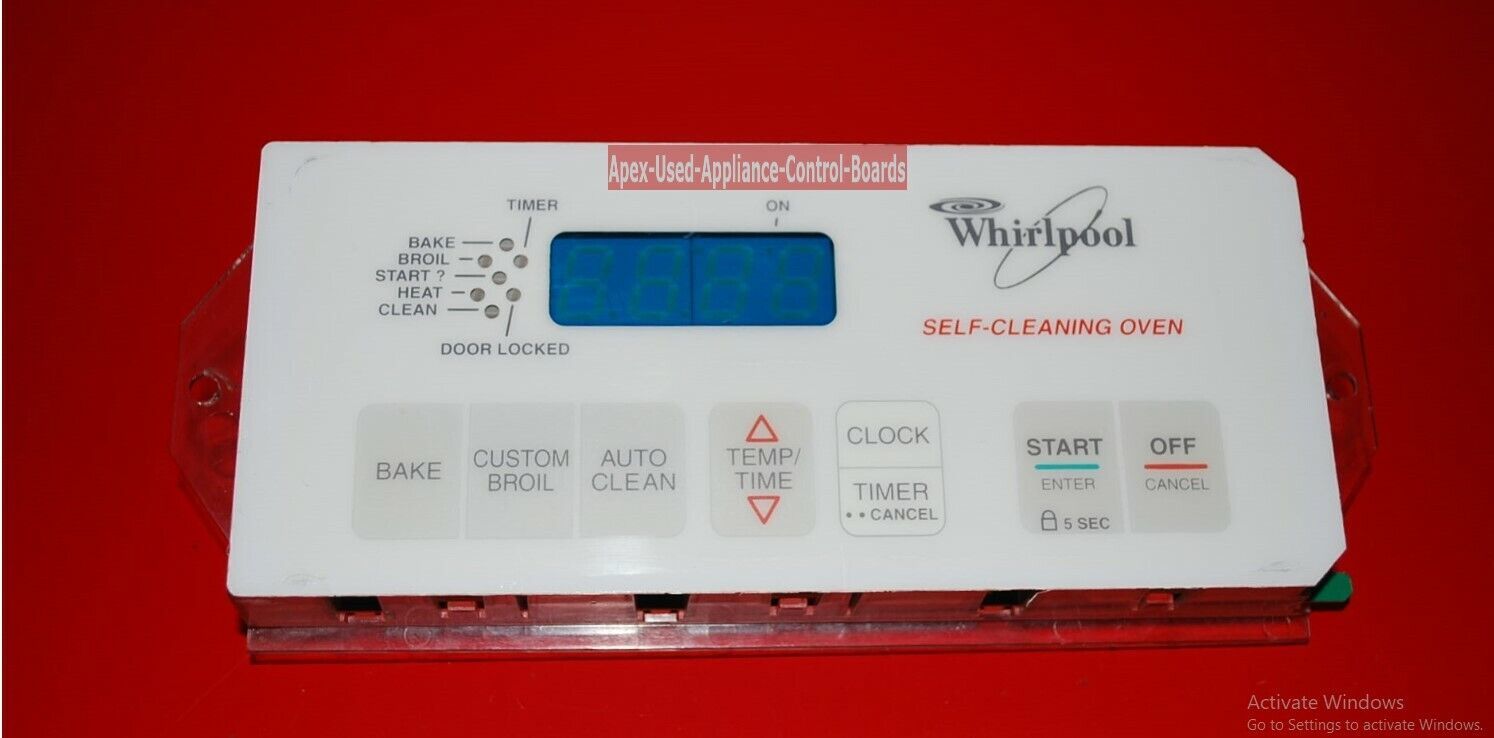 Apex-Used-Appliance-Control-Boards
TIMER
ON
BAKE
BROIL
START ?
HEAT
CLEAN
DOOR LOCKED
Whirlpool
SELF-CLEANING OVEN
BAKE
CUSTOM
BROIL
AUTO
CLEAN
TEMP/
TIME
CLOCK
TIMER
•• CANCEL
START
ENTER
5 SEC
OFF
CANCEL
Activate Windows
Go to Settings to activate Windows.